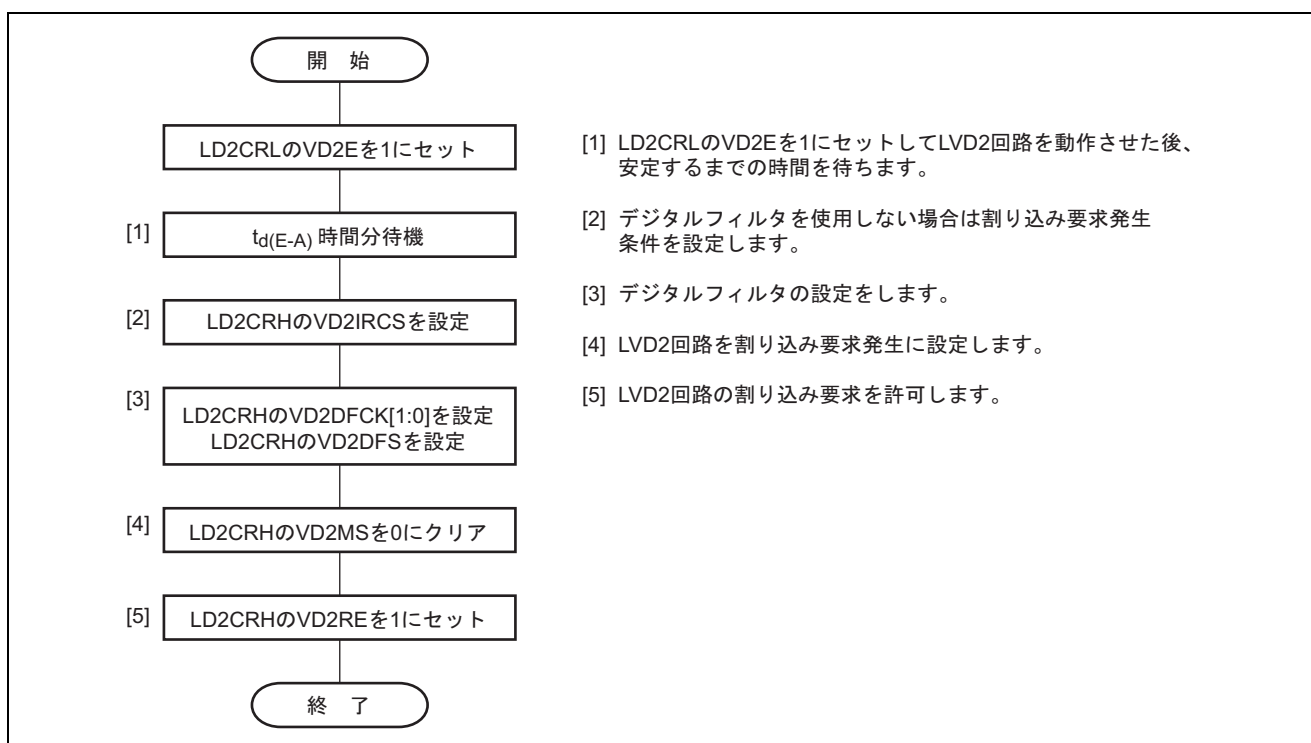 開 始
LD2CRLのVD2Eを1にセット
[1] td(E-A) 時間分待機
[2] LD2CRHのVD2IRCSを設定
[3] LD2CRHのVD2DFCK[1:0]を設定
LD2CRHのVD2DFSを設定
[4] LD2CRHのVD2MSを0にクリア
[5] LD2CRHのVD2REを1にセット
終 了
[1] LD2CRLのVD2Eを1にセットしてLVD2回路を動作させた後、
安定するまでの時間を待ちます。
[2] デジタルフィルタを使用しない場合は割り込み要求発生
条件を設定します。
[3] デジタルフィルタの設定をします。
[4] LVD2回路を割り込み要求発生に設定します。
[5] LVD2回路の割り込み要求を許可します。